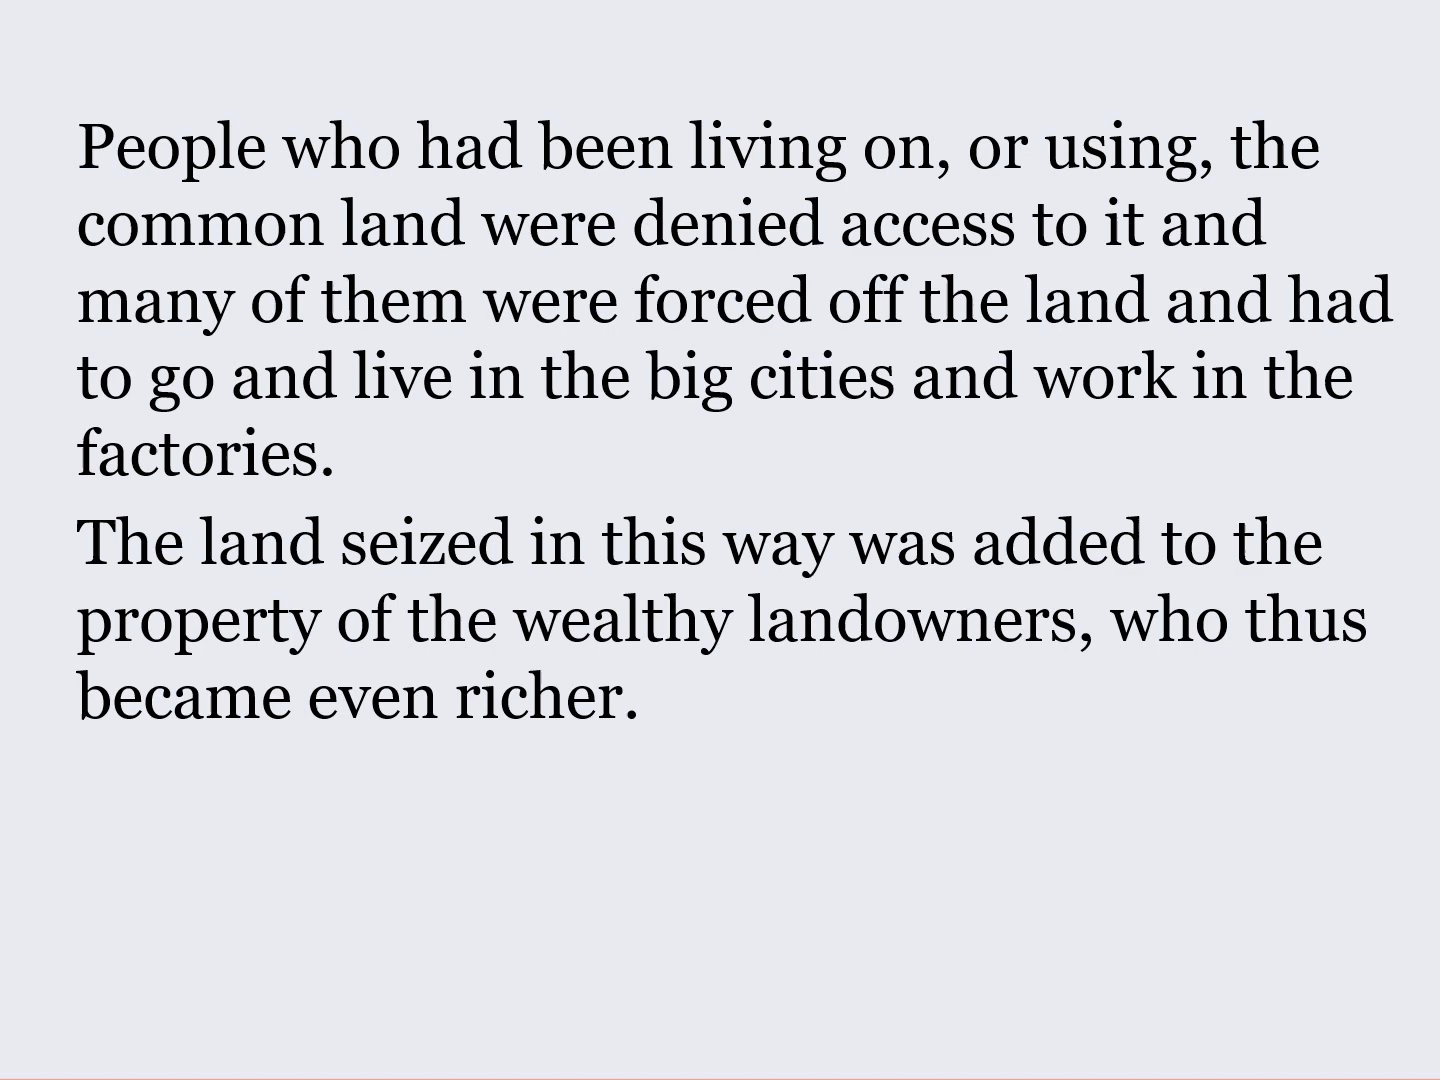 People who had been living on, or using, the
common land were denied access to it and
many of them were forced off the land and had
to go and live in the big cities and work in the
factories.
The land seized in this way was added to the
property of the wealthy landowners, who thus
became even richer.